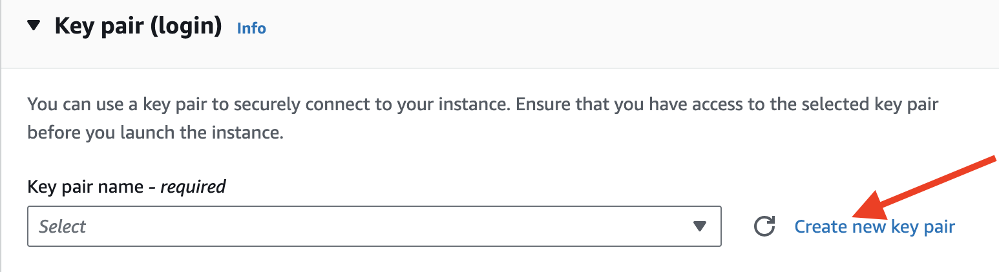 Key pair (login) Info
You can use a key pair to securely connect to your instance. Ensure that you have access to the selected key pair
before you launch the instance.
Key pair name - required
Select
Create new key pair